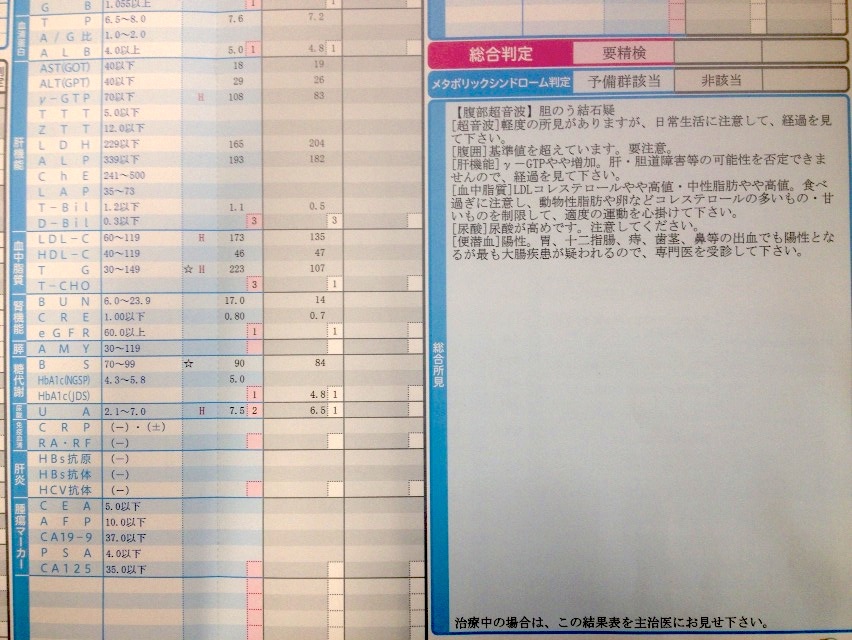 G B 1.055以上 1
T P 6.5～8.0 7.6 7.2
A/G比 1.0～2.0
A L B 4.0以上 5.0 1 4.8 1
血清蛋白
AST(GOT) 40以下 18 19
ALT(GPT) 40以下 29 26
γ-GTP 70以下 H 108 83
T T T 5.0以下
Z T T 12.0以下
L D H 229以下 165 204
A L P 339以下 193 182
C h E 241～500
L A P 35～73
T-Bil 1.2以下 1.1 0.5
D-Bil 0.3以下 3 3
肝機能
LDL-C 60～119 H 173 135
HDL-C 40～119 46 47
T G 30～149 ☆ H 223 107
T-CHO 3 1
血中脂質
B U N 6.0～23.9 17.0 14
C R E 1.00以下 0.80 0.7
e G F R 60.0以上 1 1
腎機能
膵 A M Y 30～119
B S 70～99 ☆ 90 84
HbA1c(NGSP) 4.3～5.8 5.0
HbA1c(JDS) 1 4.8 1
糖代謝
尿酸 U A 2.1～7.0 H 7.5 2 6.5 1
C R P (－)・(±)
RA・RF (－)
免疫血清
HBs抗原 (－)
HBs抗体 (－)
HCV抗体 (－)
肝炎
C E A 5.0以下
A F P 10.0以下
CA19-9 37.0以下
P S A 4.0以下
CA125 35.0以下
腫瘍マーカー
総合判定 要精検
メタボリックシンドローム判定 予備群該当 非該当
総合所見
【腹部超音波】胆のう結石疑
[超音波]軽度の所見がありますが、日常生活に注意して、経過を見
て下さい。
[腹囲]基準値を超えています。要注意。
[肝機能]γ－GTPやや増加。肝・胆道障害等の可能性を否定できま
せんので、経過を見て下さい。
[血中脂質]LDLコレステロールやや高値・中性脂肪やや高値。食べ
過ぎに注意し、動物性脂肪や卵などコレステロールの多いもの・甘
いものを制限して、適度の運動を心掛けて下さい。
[尿酸]尿酸が高めです。注意してください。
[便潜血]陽性。胃、十二指腸、痔、歯茎、鼻等の出血でも陽性とな
るが最も大腸疾患が疑われるので、専門医を受診して下さい。
治療中の場合は、この結果表を主治医にお見せ下さい。